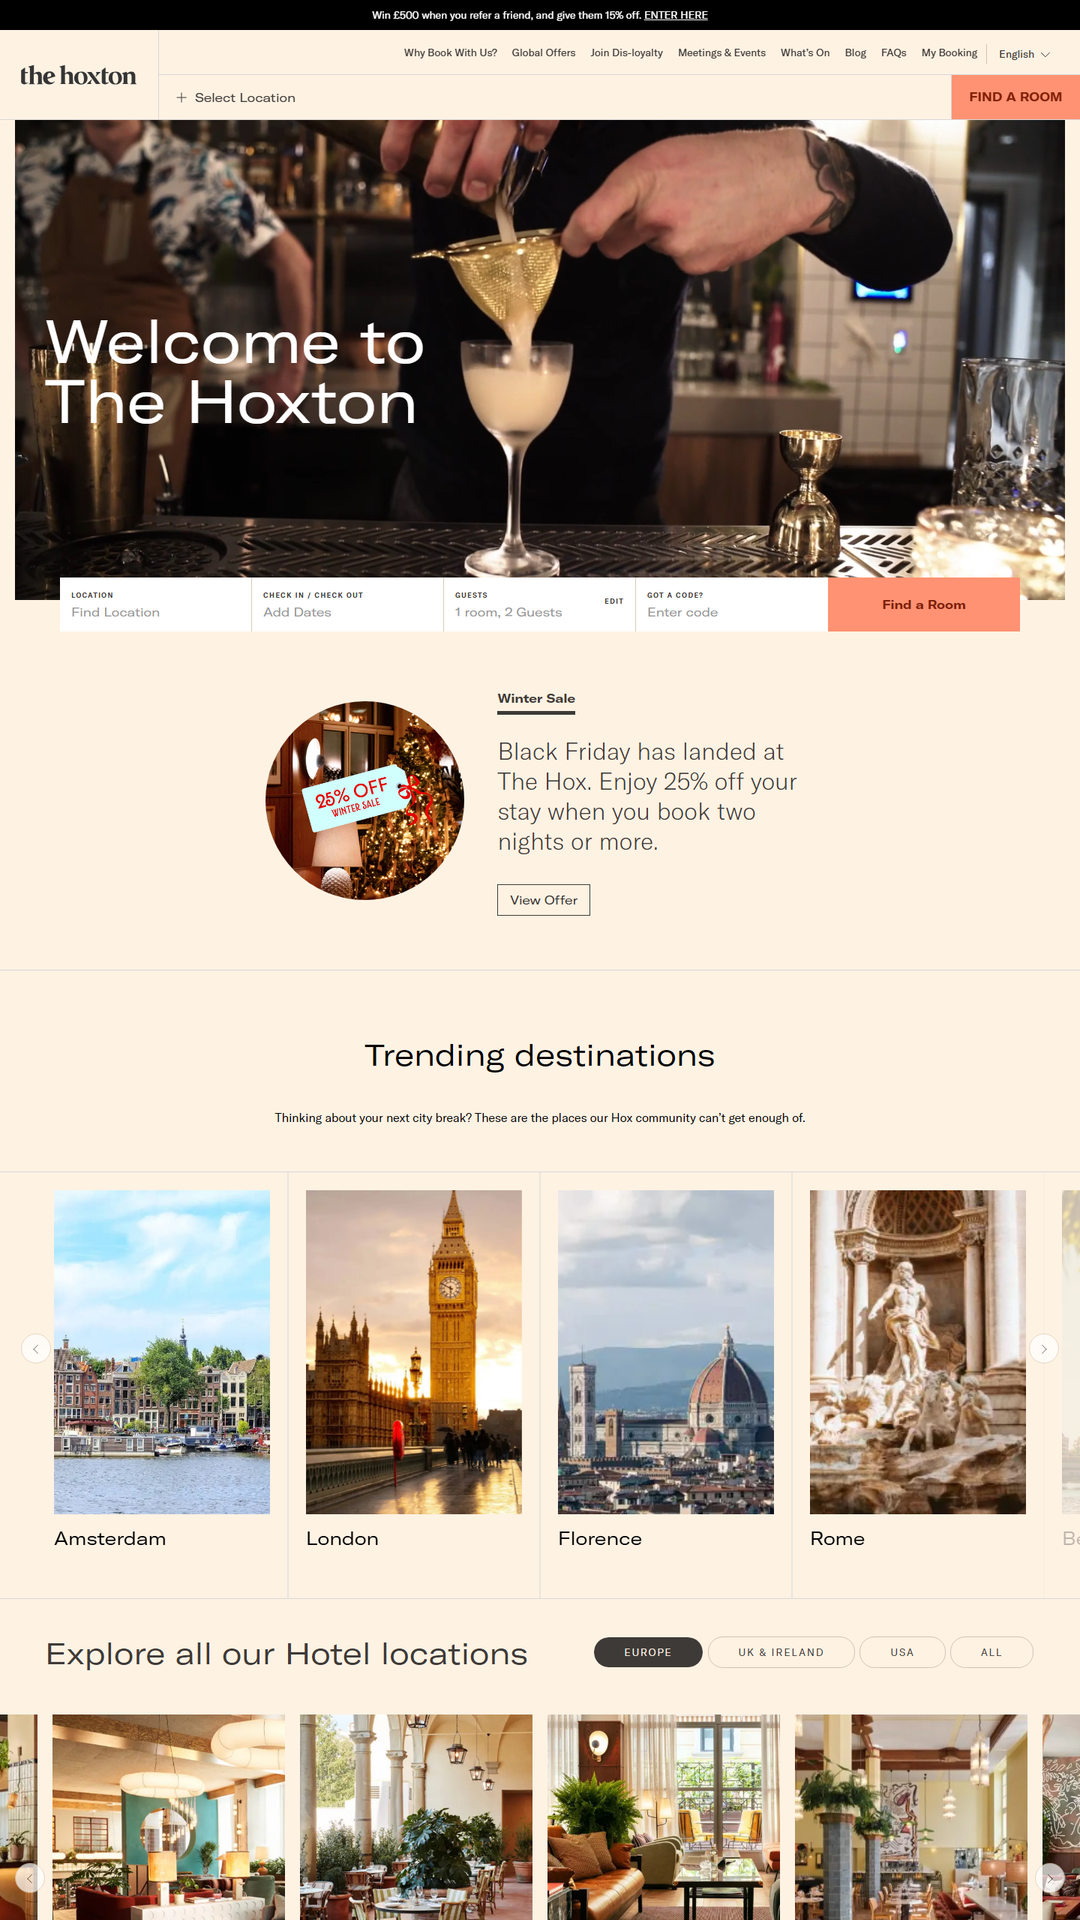 Win £500 when you refer a friend, and give them 15% off. ENTER HERE
the hoxton
Why Book With Us?
Global Offers
Join Dis-loyalty
Meetings & Events
What's On
Blog
FAQs
My Booking
English
Select Location
FIND A ROOM
Welcome to
The Hoxton
LOCATION
Find Location
CHECK IN / CHECK OUT
Add Dates
GUESTS
1 room, 2 Guests
EDIT
GOT A CODE?
Enter code
Find a Room
25% OFF
WINTER SALE
Winter Sale
Black Friday has landed at
The Hox. Enjoy 25% off your
stay when you book two
nights or more.
View Offer
Trending destinations
Thinking about your next city break? These are the places our Hox community can't get enough of.
Amsterdam
London
Florence
Rome
Explore all our Hotel locations
EUROPE
UK & IRELAND
USA
ALL